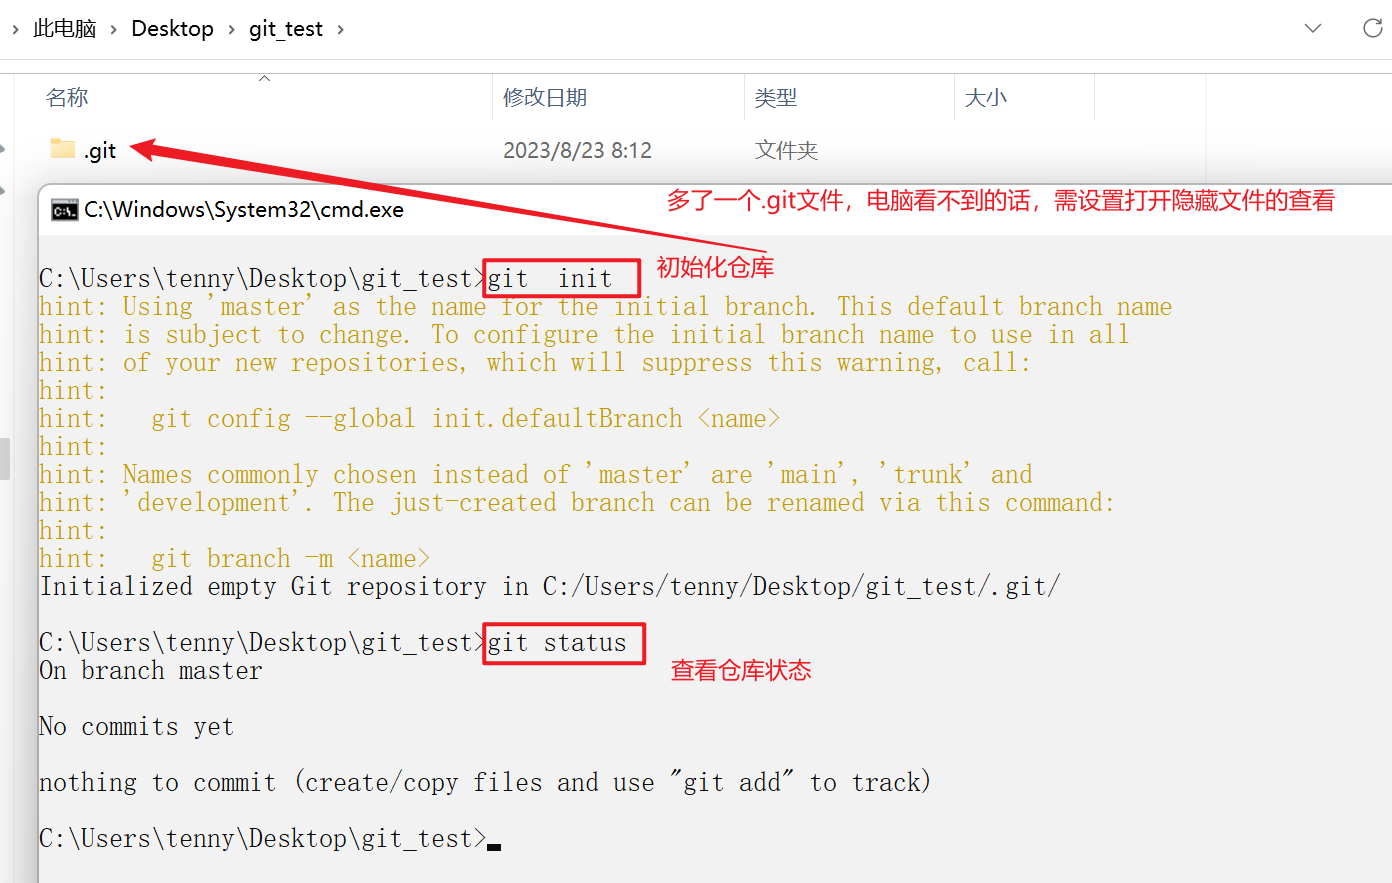 此电脑 > Desktop > git_test >
名称 修改日期 类型 大小
.git 2023/8/23 8:12 文件夹
多了一个.git文件，电脑看不到的话，需设置打开隐藏文件的查看
C:\Windows\System32\cmd.exe
C:\Users\tenny\Desktop\git_test>git  init
初始化仓库
hint: Using 'master' as the name for the initial branch. This default branch name
hint: is subject to change. To configure the initial branch name to use in all
hint: of your new repositories, which will suppress this warning, call:
hint:
hint:   git config --global init.defaultBranch <name>
hint:
hint: Names commonly chosen instead of 'master' are 'main', 'trunk' and
hint: 'development'. The just-created branch can be renamed via this command:
hint:
hint:   git branch -m <name>
Initialized empty Git repository in C:/Users/tenny/Desktop/git_test/.git/
C:\Users\tenny\Desktop\git_test>git status
On branch master
查看仓库状态
No commits yet
nothing to commit (create/copy files and use "git add" to track)
C:\Users\tenny\Desktop\git_test>